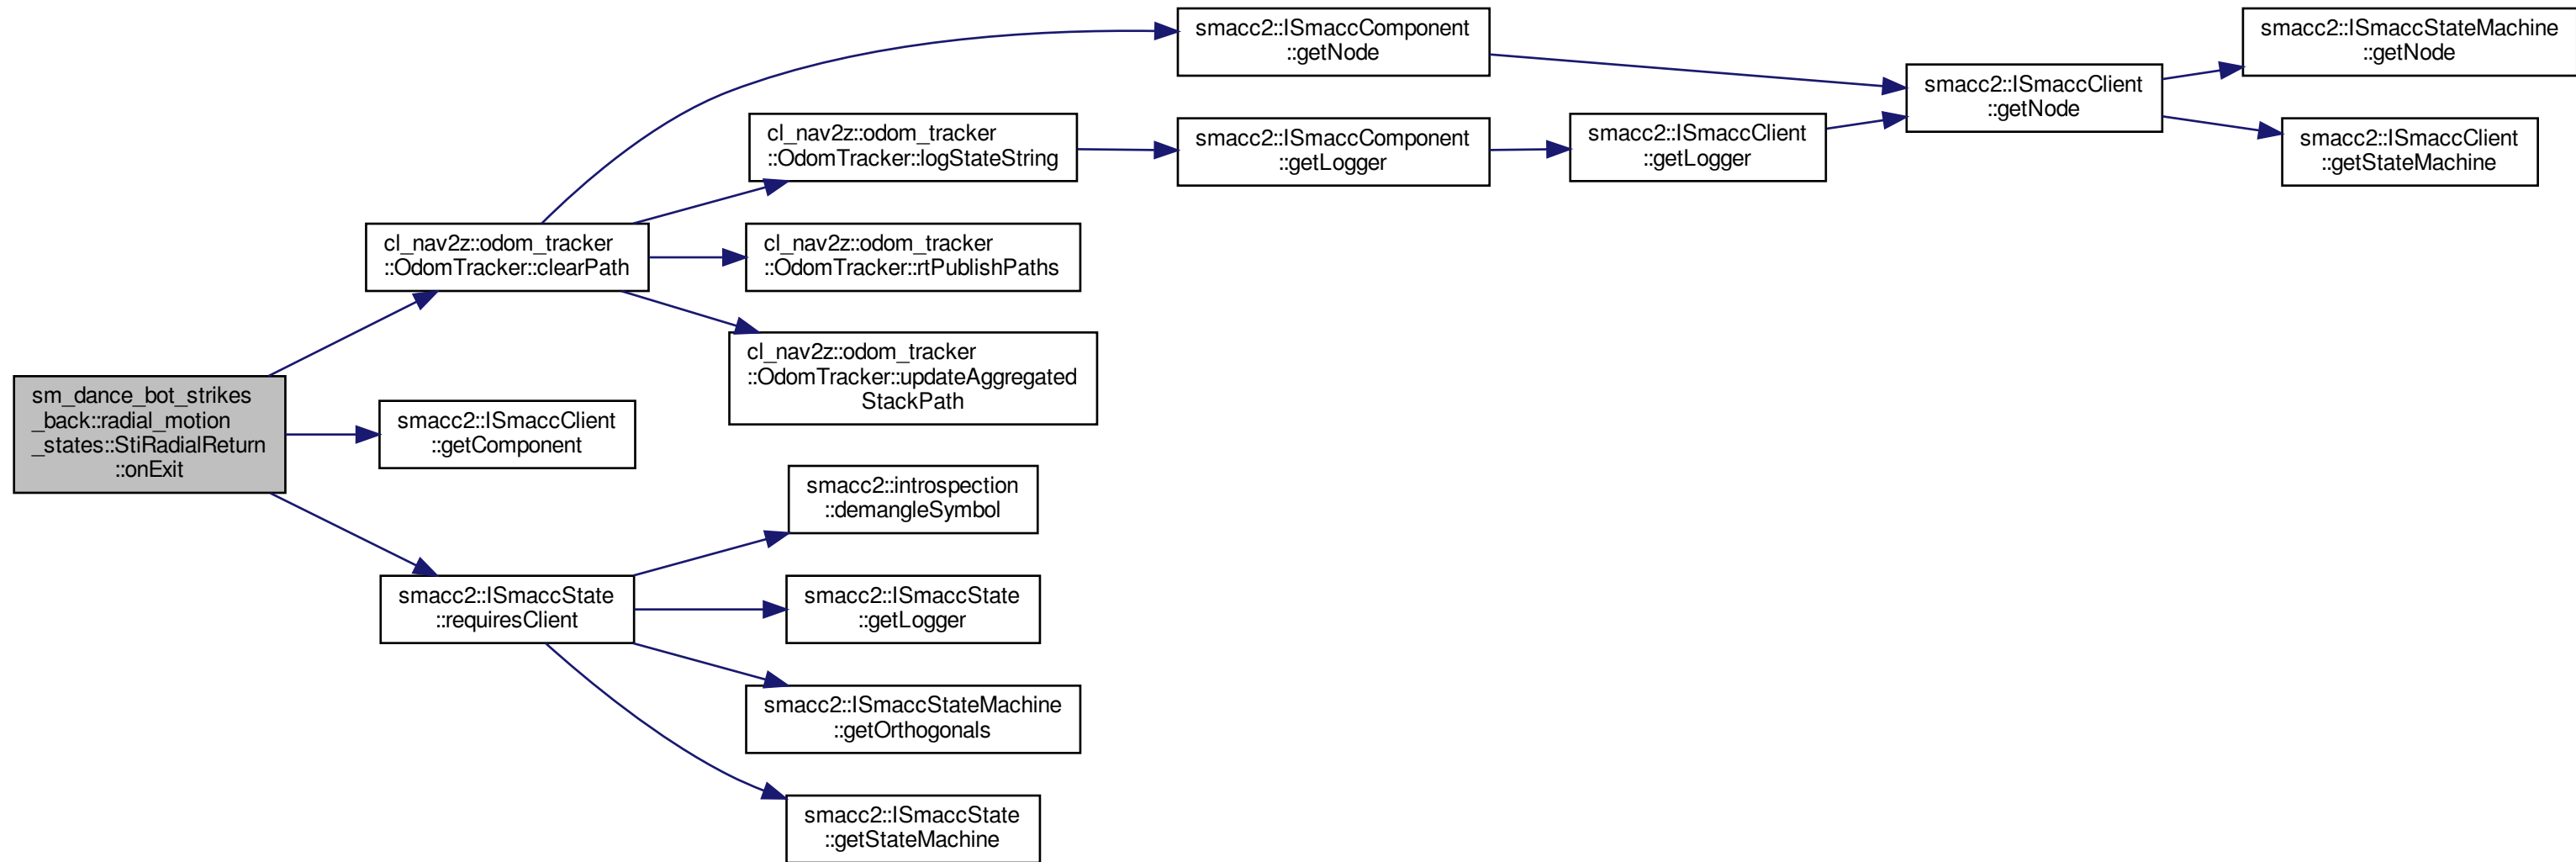 sm_dance_bot_strikes
_back::radial_motion
_states::StiRadialReturn
::onExit
cl_nav2z::odom_tracker
::OdomTracker::clearPath
smacc2::ISmaccClient
::getComponent
smacc2::ISmaccState
::requiresClient
smacc2::ISmaccComponent
::getNode
cl_nav2z::odom_tracker
::OdomTracker::logStateString
cl_nav2z::odom_tracker
::OdomTracker::rtPublishPaths
cl_nav2z::odom_tracker
::OdomTracker::updateAggregated
StackPath
smacc2::introspection
::demangleSymbol
smacc2::ISmaccState
::getLogger
smacc2::ISmaccStateMachine
::getOrthogonals
smacc2::ISmaccState
::getStateMachine
smacc2::ISmaccComponent
::getLogger
smacc2::ISmaccClient
::getLogger
smacc2::ISmaccClient
::getNode
smacc2::ISmaccStateMachine
::getNode
smacc2::ISmaccClient
::getStateMachine